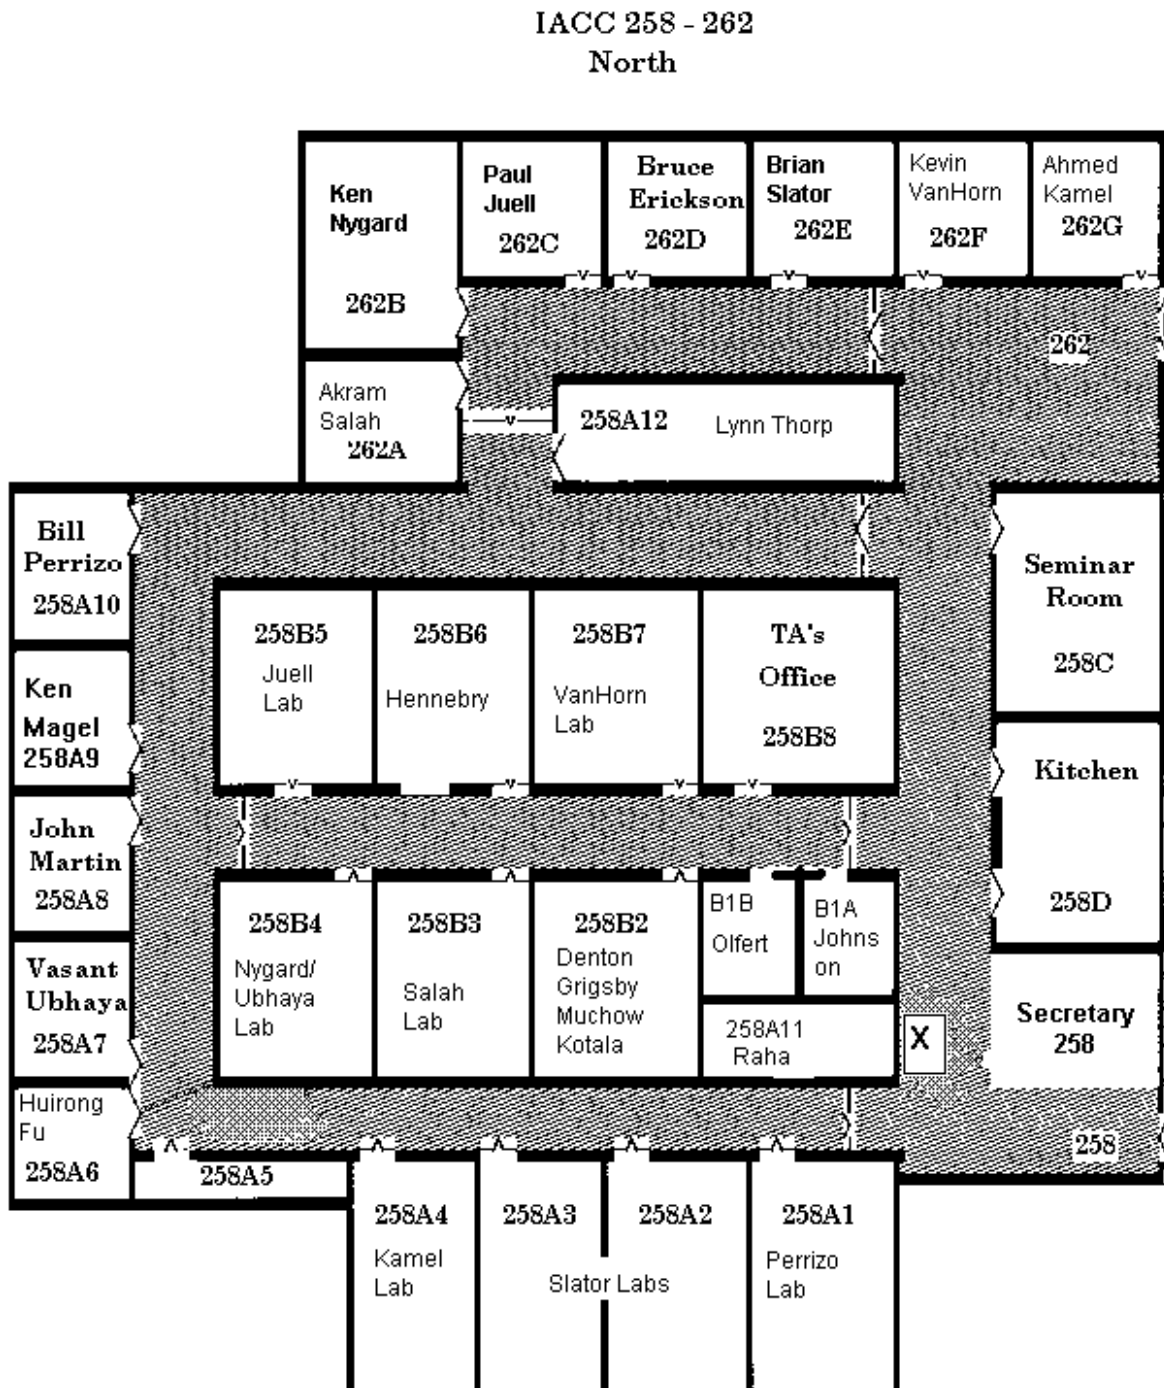 IACC 258 - 262
North
Ken
Nygard
262B
Paul
Juell
262C
Bruce
Erickson
262D
Brian
Slator
262E
Kevin
VanHorn
262F
Ahmed
Kamel
262G
262
Akram
Salah
262A
258A12
Lynn Thorp
Bill
Perrizo
258A10
Seminar
Room
258C
258B5
Juell
Lab
258B6
Hennebry
258B7
VanHorn
Lab
TA's
Office
258B8
Ken
Magel
258A9
Kitchen
258D
John
Martin
258A8
258B4
Nygard/
Ubhaya
Lab
258B3
Salah
Lab
258B2
Denton
Grigsby
Muchow
Kotala
B1B
Olfert
B1A
Johns
on
Vasant
Ubhaya
258A7
258A11
Raha
X
Secretary
258
Huirong
Fu
258A6
258A5
258
258A4
Kamel
Lab
258A3
258A2
Slator Labs
258A1
Perrizo
Lab